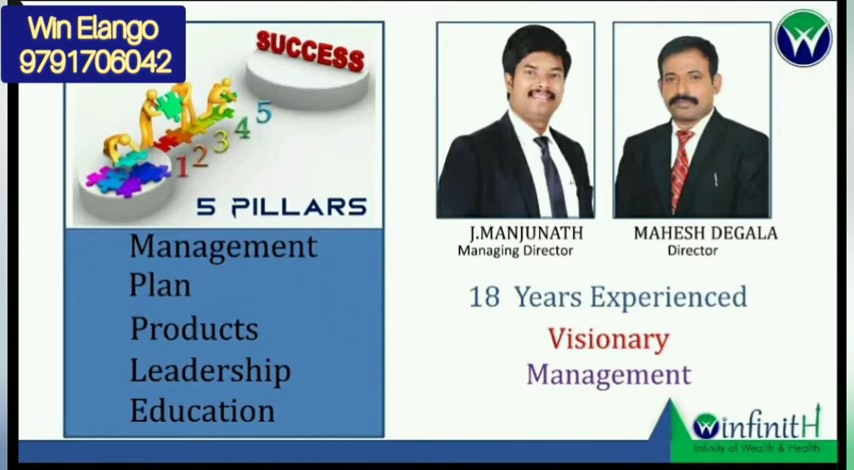 Win Elango
9791706042
SUCCESS
1 2 3 4 5
5 PILLARS
Management
Plan
Products
Leadership
Education
W
J.MANJUNATH
Managing Director
MAHESH DEGALA
Director
18 Years Experienced
Visionary
Management
WinfinitH
Infinity of Wealth & Health